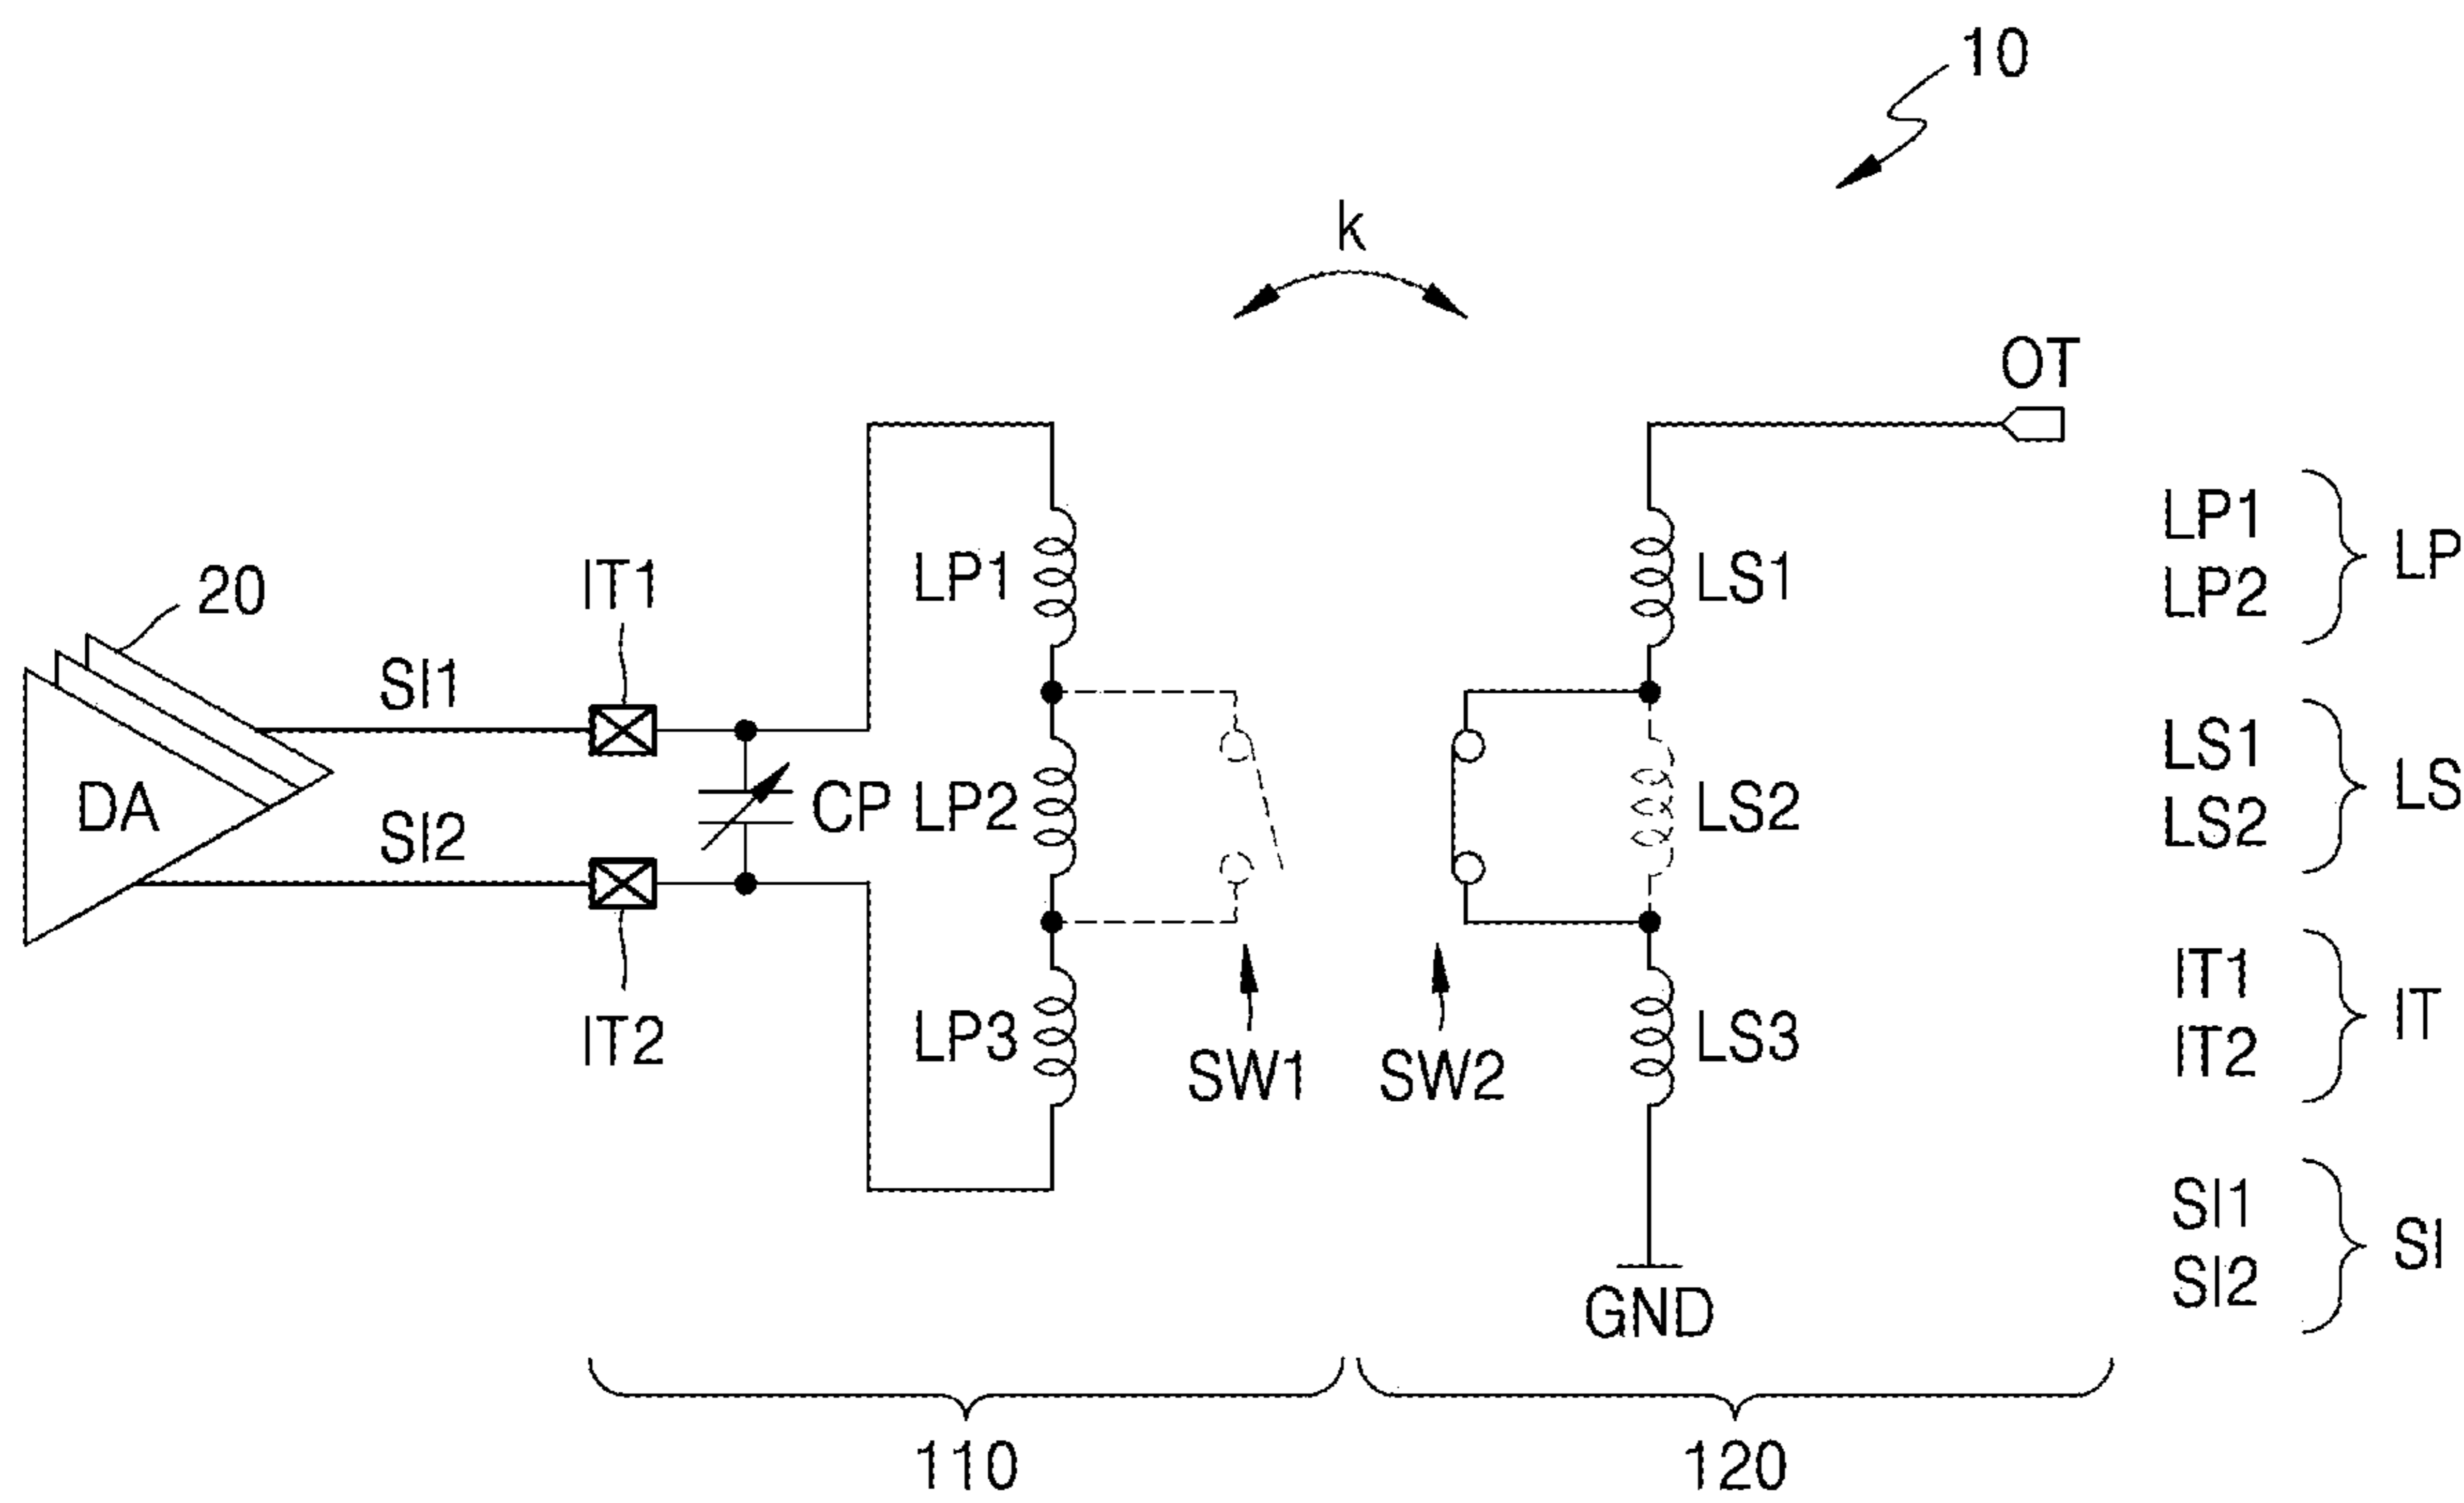 10
k
OT
LP1
LP2
LP
20
IT1
LP1
LS1
SI1
LS1
LS2
LS
DA
CP
LP2
LS2
SI2
IT1
IT2
IT
IT2
LP3
SW1
SW2
LS3
SI1
SI2
SI
GND
110
120